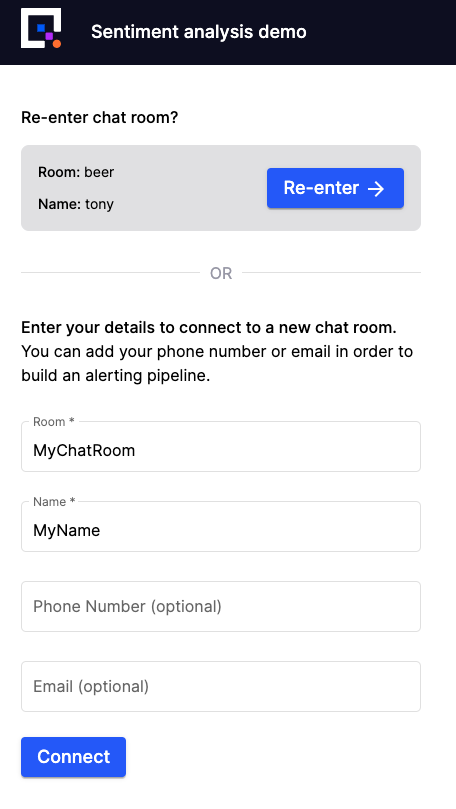 Sentiment analysis demo
Re-enter chat room?
Room: beer
Name: tony
Re-enter →
OR
Enter your details to connect to a new chat room.
You can add your phone number or email in order to
build an alerting pipeline.
Room *
MyChatRoom
Name *
MyName
Phone Number (optional)
Email (optional)
Connect